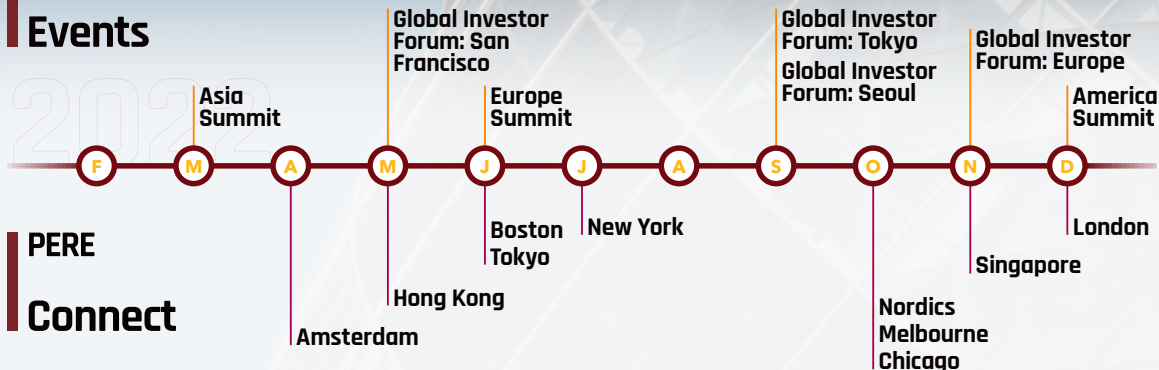 Events
2022
Global Investor
Forum: San
Francisco
Global Investor
Forum: Tokyo
Global Investor
Forum: Seoul
Global Investor
Forum: Europe
Asia
Summit
Europe
Summit
America
Summit
F M A M J J A S O N D
PERE
Connect
Boston
Tokyo
New York
London
Singapore
Hong Kong
Nordics
Melbourne
Chicago
Amsterdam